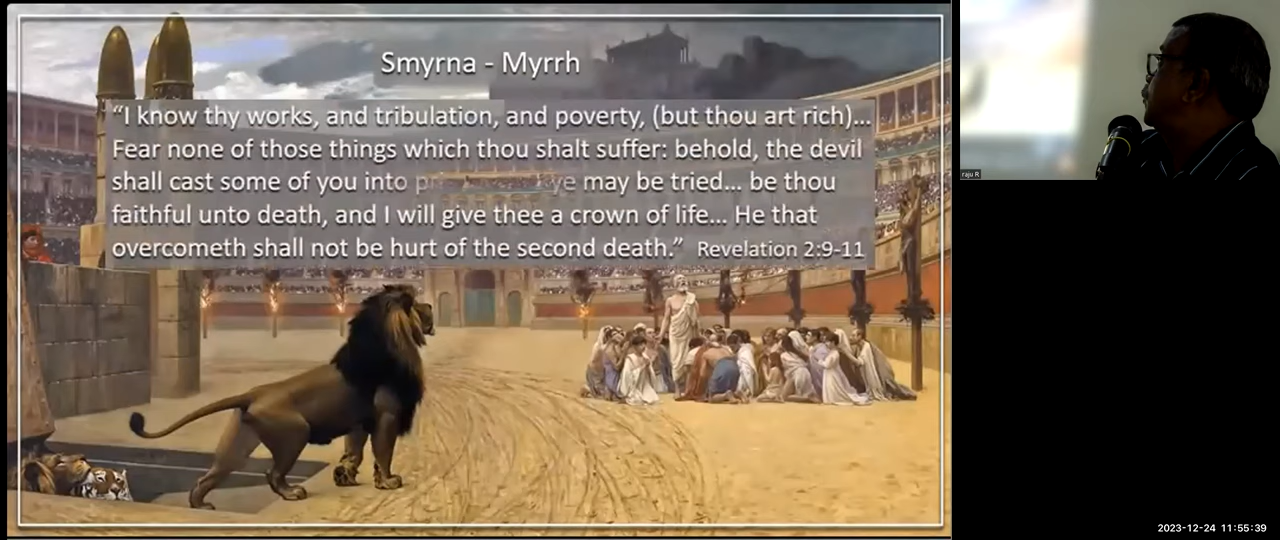 Smyrna - Myrrh
“I know thy works, and tribulation, and poverty, (but thou art rich)...
Fear none of those things which thou shalt suffer: behold, the devil
shall cast some of you into ye may be tried... be thou
faithful unto death, and I will give thee a crown of life... He that
overcometh shall not be hurt of the second death.” Revelation 2:9-11
raju R
2023-12-24 11:55:39